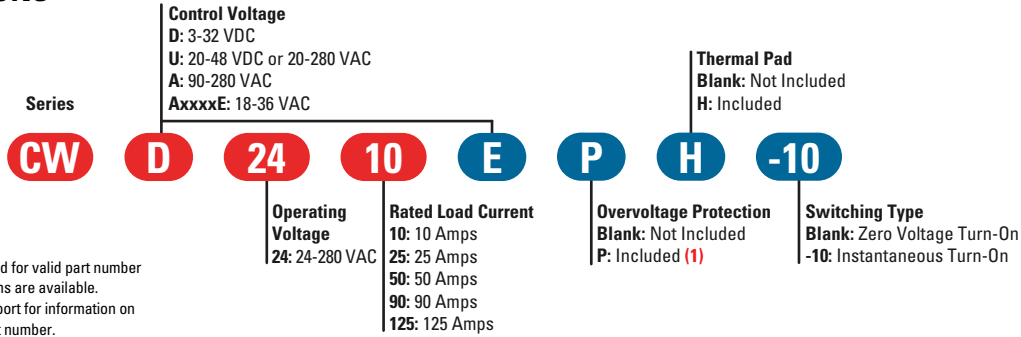 Control Voltage
D: 3-32 VDC
U: 20-48 VDC or 20-280 VAC
A: 90-280 VAC
AxxxxE: 18-36 VAC
Thermal Pad
Blank: Not Included
H: Included
Series
CW D 24 10 E P H -10
Operating
Voltage
24: 24-280 VAC
Rated Load Current
10: 10 Amps
25: 25 Amps
50: 50 Amps
90: 90 Amps
125: 125 Amps
Overvoltage Protection
Blank: Not Included
P: Included (1)
Switching Type
Blank: Zero Voltage Turn-On
-10: Instantaneous Turn-On
for valid part number
are available.
for information on
number.